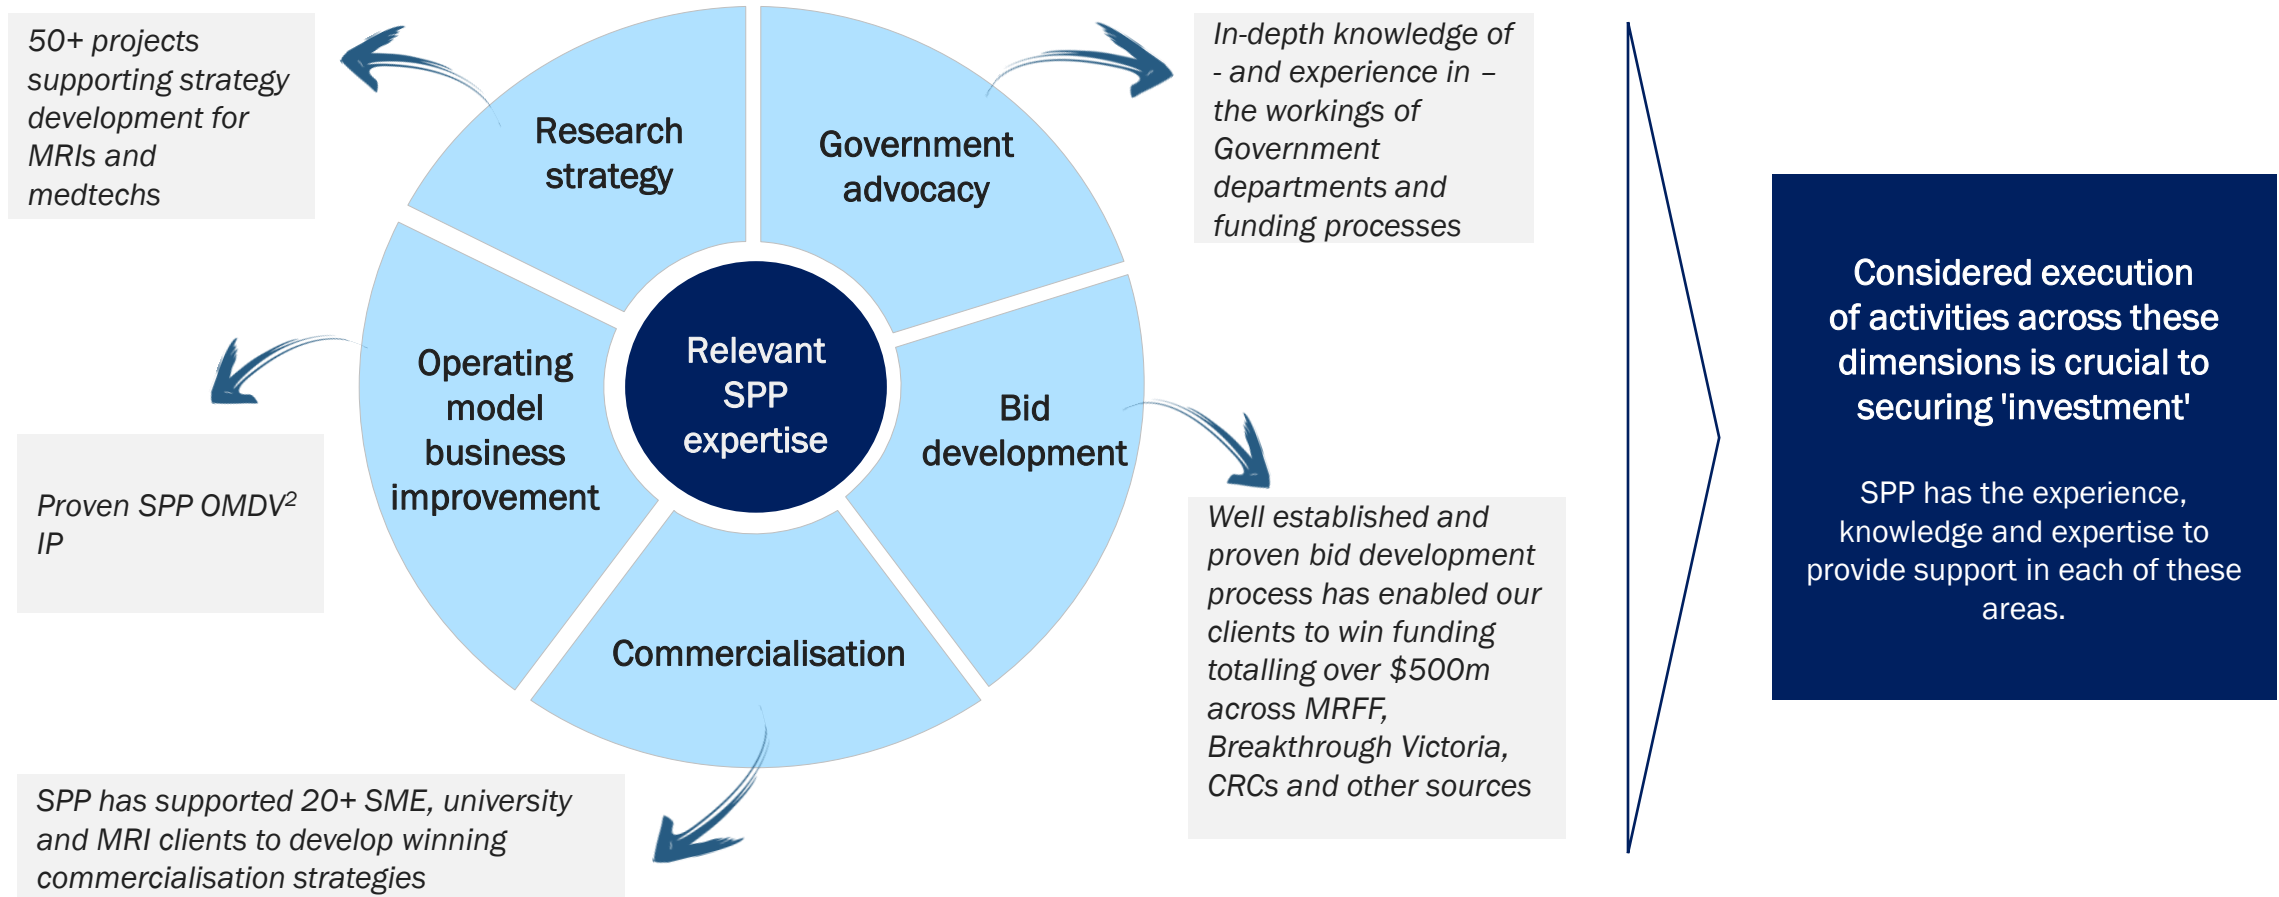 50+ projects
supporting strategy
development for
MRIs and
medtechs
Research
strategy
Government
advocacy
In-depth knowledge of
- and experience in –
the workings of
Government
departments and
funding processes
Operating
model
business
improvement
Relevant
SPP
expertise
Bid
development
Commercialisation
Proven SPP OMDV²
IP
Well established and
proven bid development
process has enabled our
clients to win funding
totalling over $500m
across MRFF,
Breakthrough Victoria,
CRCs and other sources
SPP has supported 20+ SME, university
and MRI clients to develop winning
commercialisation strategies
Considered execution
of activities across these
dimensions is crucial to
securing 'investment'
SPP has the experience,
knowledge and expertise to
provide support in each of these
areas.